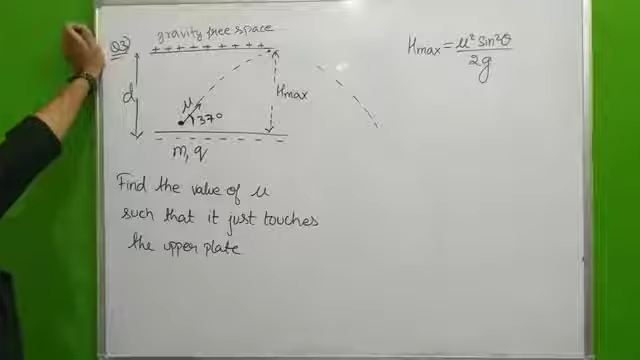 Q3)
gravity free space
+ + + + + + + + +
d
u
37°
Hmax
- - - - - - - - -
m, q
Find the value of u
such that it just touches
the upper plate
Hmax = u² sin²θ / 2g